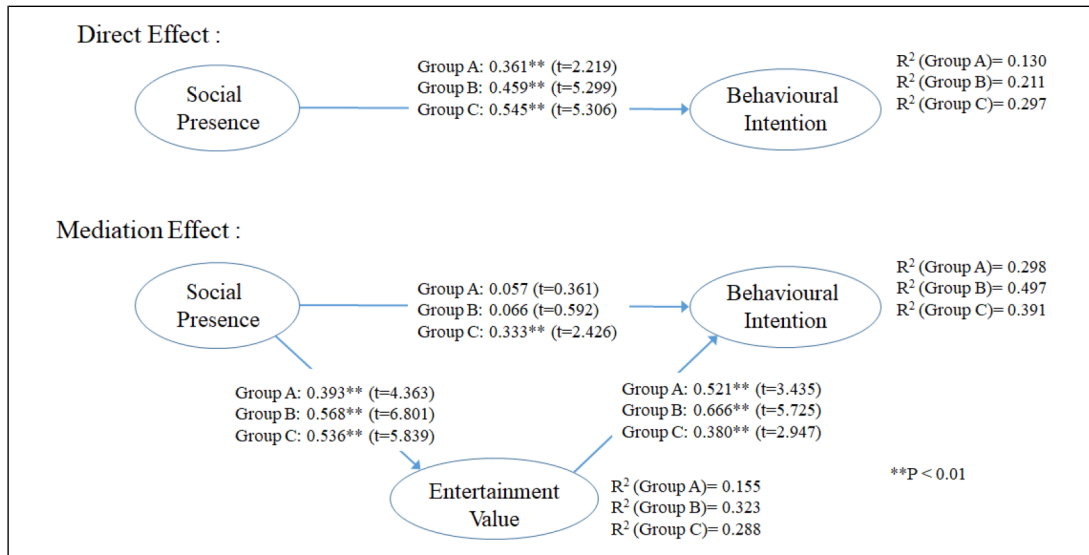 Direct Effect :
Social
Presence
Group A: 0.361** (t=2.219)
Group B: 0.459** (t=5.299)
Group C: 0.545** (t=5.306)
Behavioural
Intention
R² (Group A)= 0.130
R² (Group B)= 0.211
R² (Group C)= 0.297
Mediation Effect :
Social
Presence
Group A: 0.057 (t=0.361)
Group B: 0.066 (t=0.592)
Group C: 0.333** (t=2.426)
Behavioural
Intention
R² (Group A)= 0.298
R² (Group B)= 0.497
R² (Group C)= 0.391
Group A: 0.393** (t=4.363)
Group B: 0.568** (t=6.801)
Group C: 0.536** (t=5.839)
Group A: 0.521** (t=3.435)
Group B: 0.666** (t=5.725)
Group C: 0.380** (t=2.947)
Entertainment
Value
R² (Group A)= 0.155
R² (Group B)= 0.323
R² (Group C)= 0.288
**P < 0.01